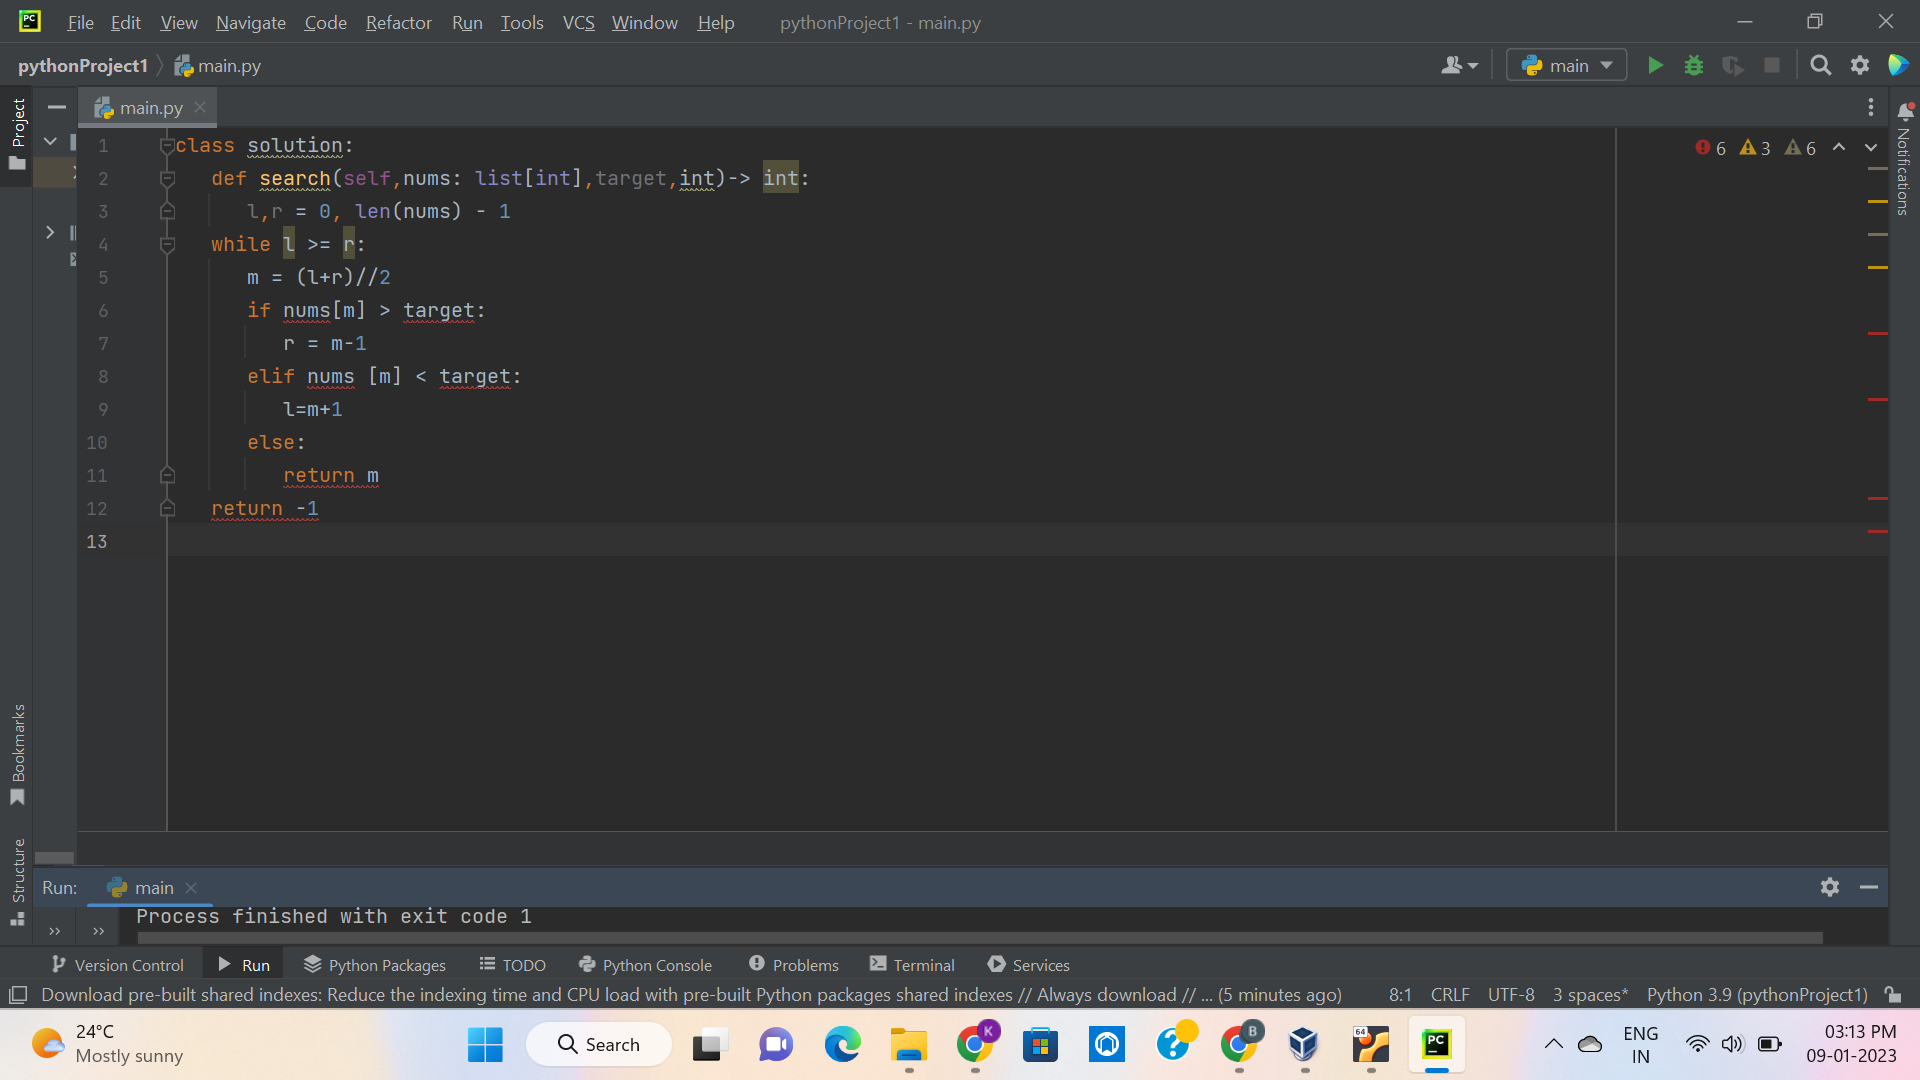 PC File Edit View Navigate Code Refactor Run Tools VCS Window Help pythonProject1 - main.py
pythonProject1 main.py main
Project
main.py
Notifications
1 class solution:
2 def search(self,nums: list[int],target,int)-> int:
3 l,r = 0, len(nums) - 1
4 while l >= r:
5 m = (l+r)//2
6 if nums[m] > target:
7 r = m-1
8 elif nums [m] < target:
9 l=m+1
10 else:
11 return m
12 return -1
13
6 3 6
Bookmarks
Structure
Run: main
Process finished with exit code 1
Version Control Run Python Packages TODO Python Console Problems Terminal Services
Download pre-built shared indexes: Reduce the indexing time and CPU load with pre-built Python packages shared indexes // Always download // ... (5 minutes ago) 8:1 CRLF UTF-8 3 spaces* Python 3.9 (pythonProject1)
24°C
Mostly sunny
Search
K
B
64
PC
ENG
IN
03:13 PM
09-01-2023